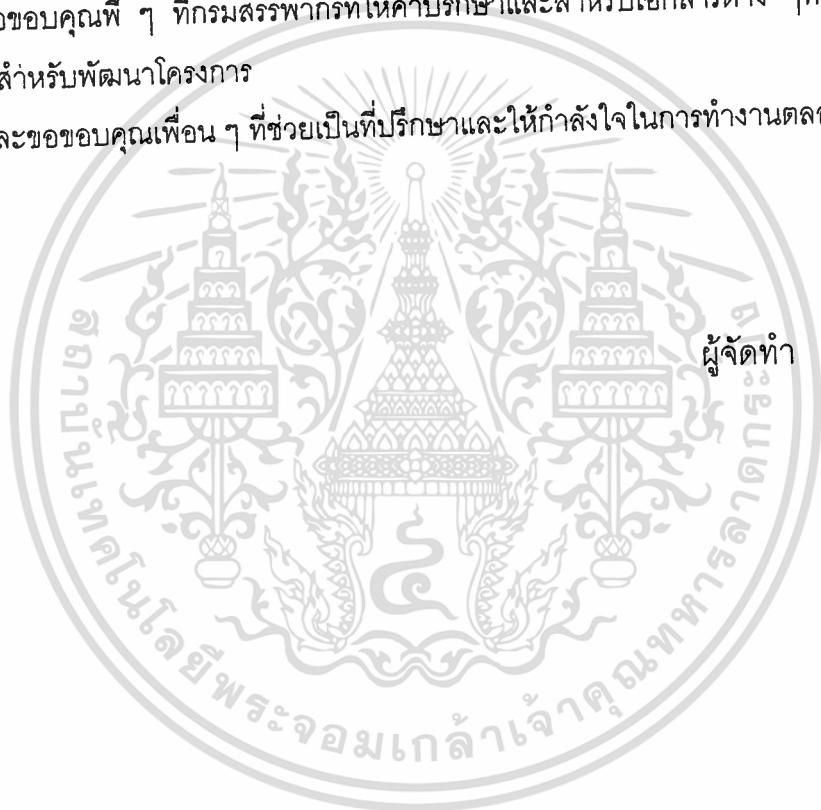 ขอขอบคุณพี่ ๆ ที่กรมสรรพากรที่ให้คำปรึกษาและสำหรับเอกสารต่าง ๆ
สำหรับพัฒนาโครงการ
และขอขอบคุณเพื่อน ๆ ที่ช่วยเป็นที่ปรึกษาและให้กำลังใจในการทำงาน
ผู้จัดทำ
สถาบันเทคโนโลยีพระจอมเกล้าเจ้าคุณทหารลาดกระบัง